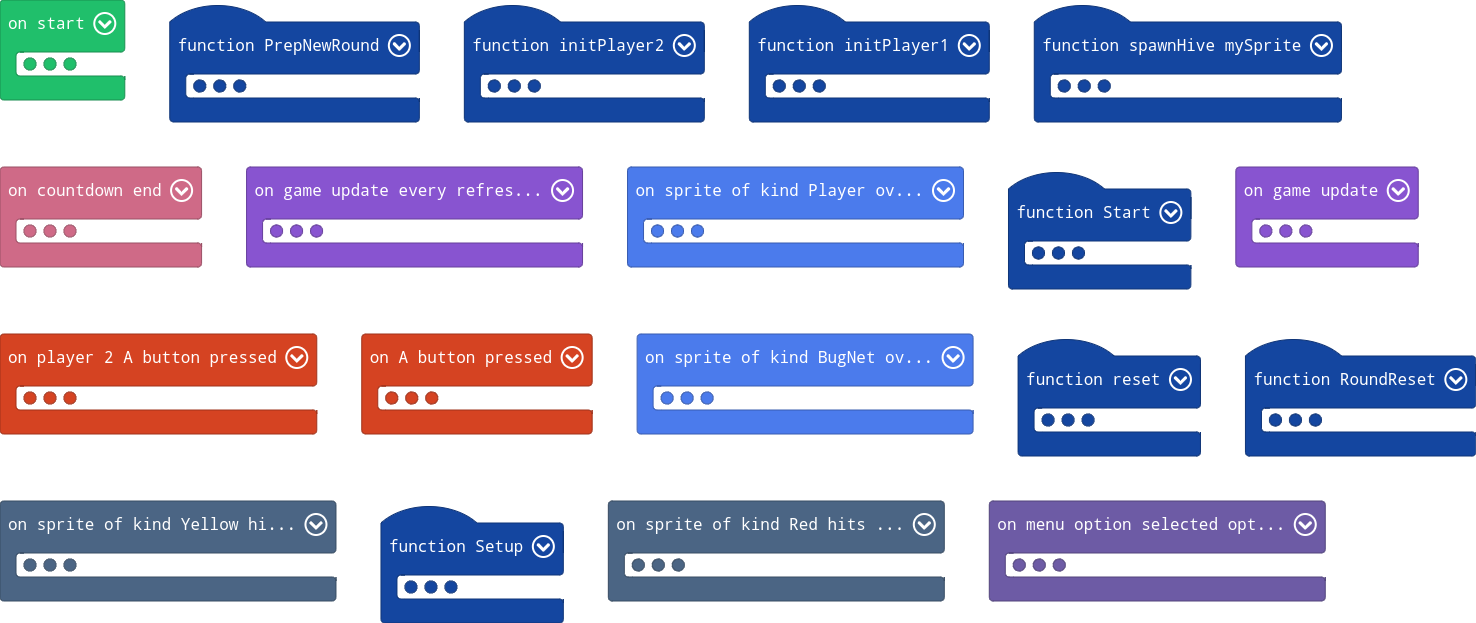 on start
function PrepNewRound
function initPlayer2
function initPlayer1
function spawnHive mySprite
on countdown end
on game update every refres...
on sprite of kind Player ov...
function Start
on game update
on player 2 A button pressed
on A button pressed
on sprite of kind BugNet ov...
function reset
function RoundReset
on sprite of kind Yellow hi...
function Setup
on sprite of kind Red hits ...
on menu option selected opt...